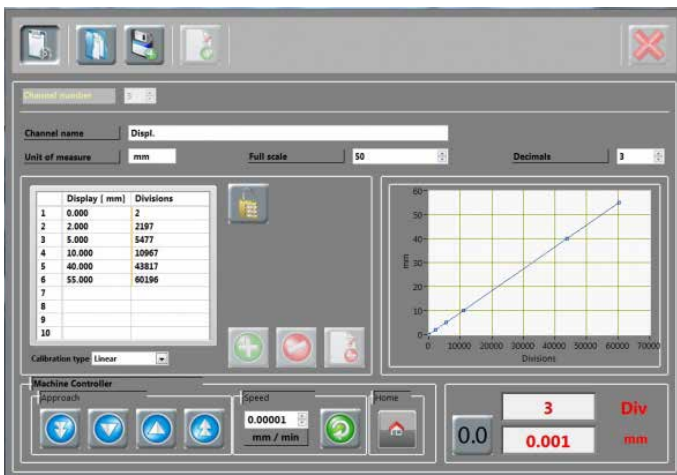 Channel number 3
Channel name Displ.
Unit of measure mm Full scale 50 Decimals 3
Display [ mm] Divisions
1 0.000 2
2 2.000 2197
3 5.000 5477
4 10.000 10967
5 40.000 43817
6 55.000 60196
7
8
9
10
Calibration type Linear
60
50
40
30
20
10
0
mm
0 10000 20000 30000 40000 50000 60000 70000
Divisions
Machine Controller
Approach Speed Home
0.00001
mm / min
0.0
3 Div
0.001 mm